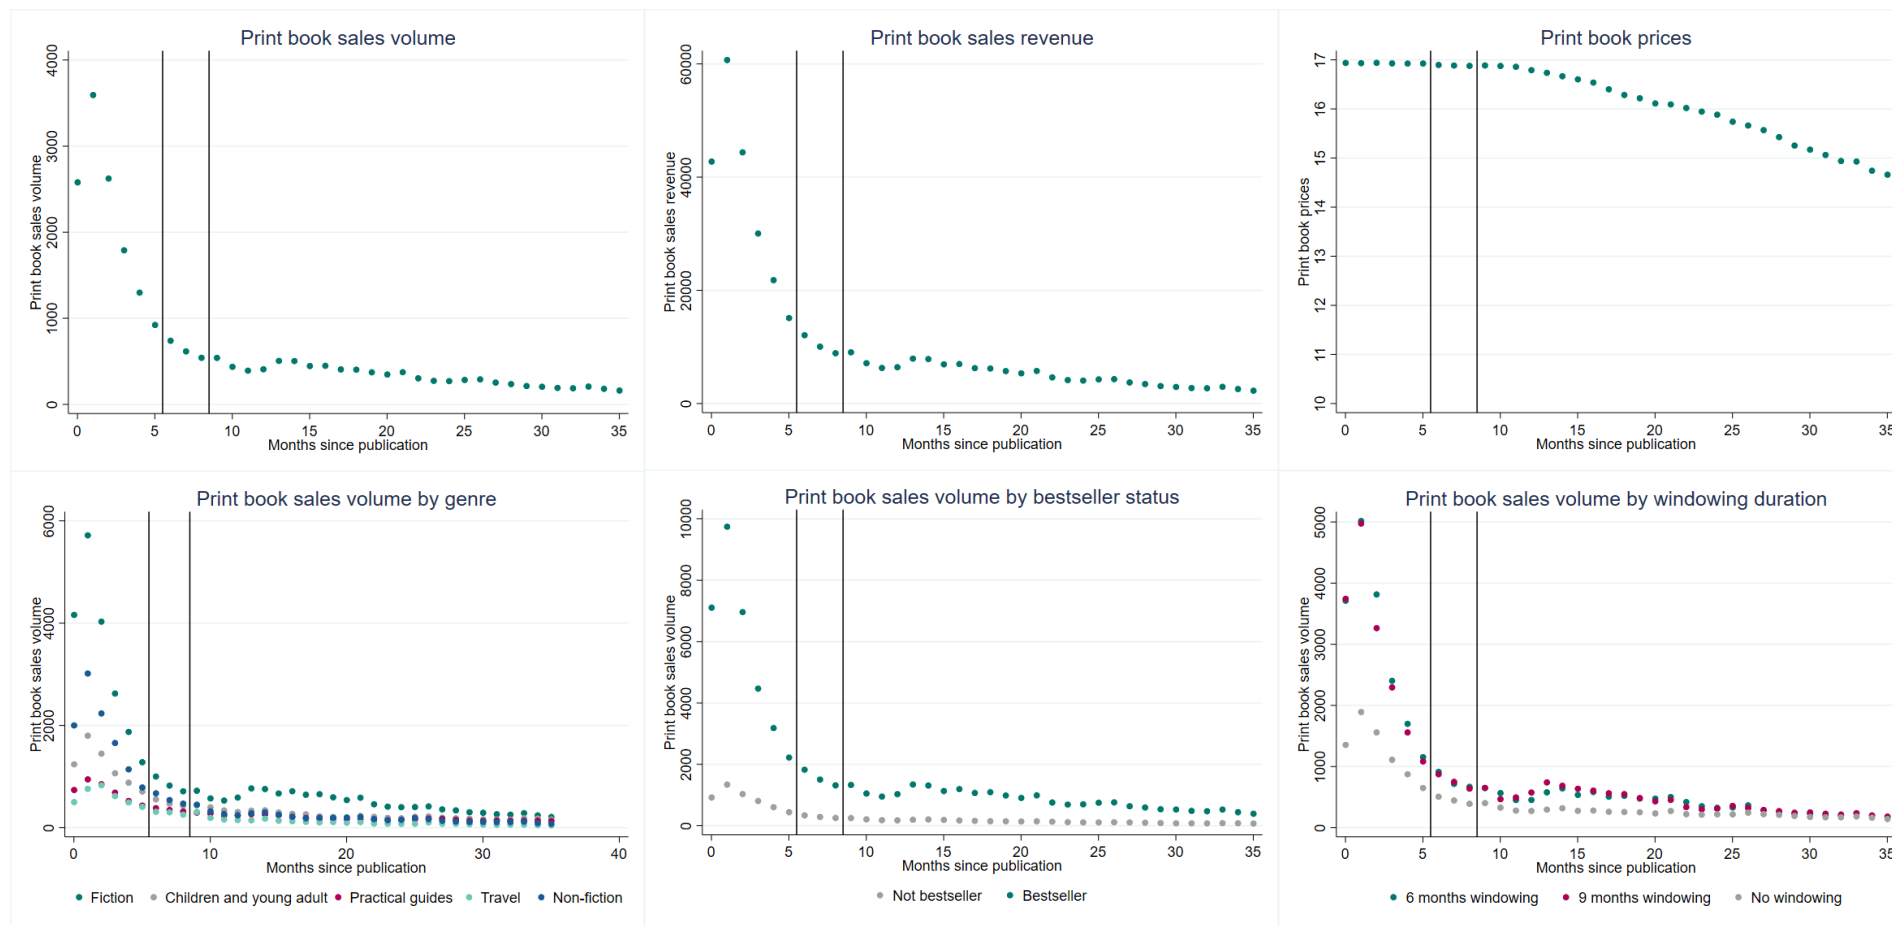 Print book sales volume
Print book sales volume
4000
3000
2000
1000
0
0 5 10 15 20 25 30 35
Months since publication
Print book sales revenue
Print book sales revenue
60000
40000
20000
0
0 5 10 15 20 25 30 35
Months since publication
Print book prices
Print book prices
17
16
15
14
13
12
11
10
0 5 10 15 20 25 30 35
Months since publication
Print book sales volume by genre
Print book sales volume
6000
4000
2000
0
0 10 20 30 40
Months since publication
Fiction Children and young adult Practical guides Travel Non-fiction
Print book sales volume by bestseller status
Print book sales volume
10000
8000
6000
4000
2000
0
0 5 10 15 20 25 30 35
Months since publication
Not bestseller Bestseller
Print book sales volume by windowing duration
Print book sales volume
5000
4000
3000
2000
1000
0
0 5 10 15 20 25 30 35
Months since publication
6 months windowing 9 months windowing No windowing